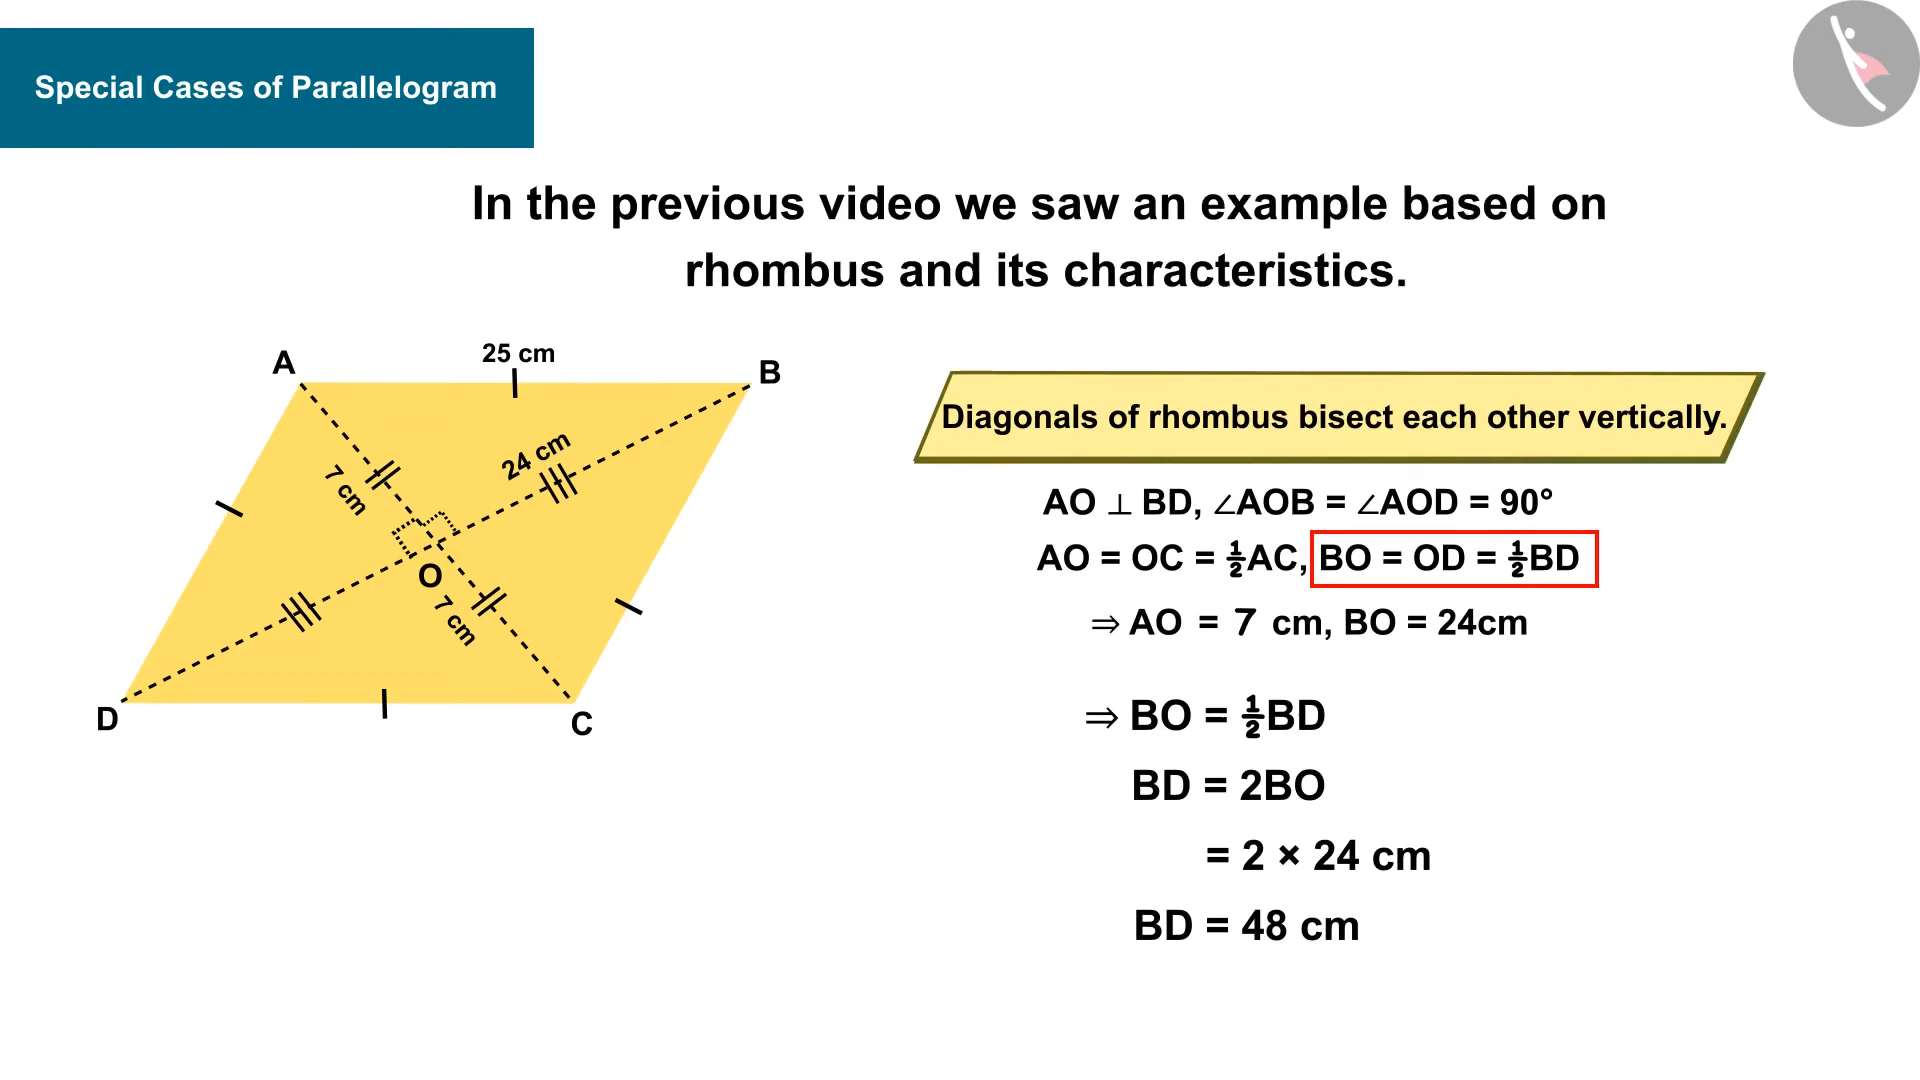 Special Cases of Parallelogram
In the previous video we saw an example based on
rhombus and its characteristics.
A
25 cm
B
24 cm
7 cm
O
7 cm
D
C
Diagonals of rhombus bisect each other vertically.
AO ⊥ BD, ∠AOB = ∠AOD = 90°
AO = OC = ½AC, BO = OD = ½BD
⇒ AO = 7 cm, BO = 24cm
⇒ BO = ½BD
BD = 2BO
= 2 × 24 cm
BD = 48 cm